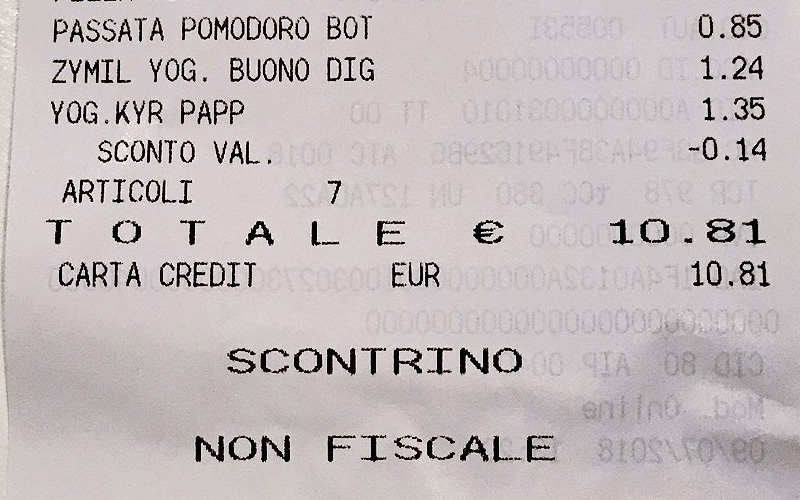 PASSATA POMODORO BOT 0.85
ZYMIL YOG. BUONO DIG 1.24
YOG.KYR PAPP 1.35
SCONTO VAL. -0.14
ARTICOLI 7
TOTALE € 10.81
CARTA CREDIT EUR 10.81
SCONTRINO
NON FISCALE